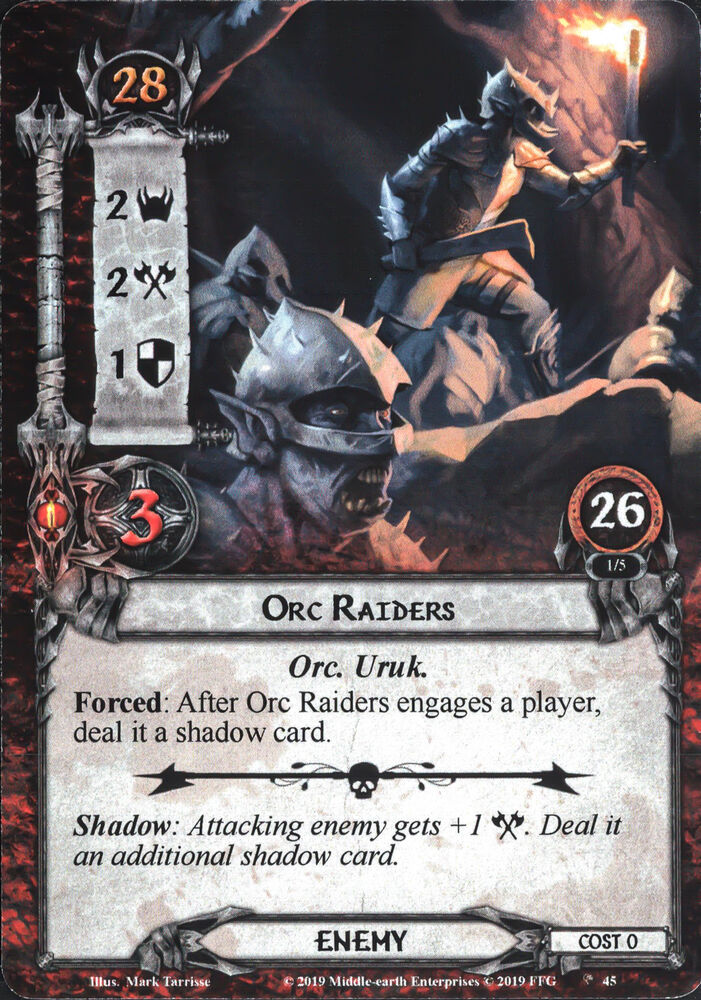 28
2
2
1
3
26
1/5
ORC RAIDERS
Orc. Uruk.
Forced: After Orc Raiders engages a player,
deal it a shadow card.
Shadow: Attacking enemy gets +1 . Deal it
an additional shadow card.
ENEMY
COST 0
Illus. Mark Tarrisse
© 2019 Middle-earth Enterprises © 2019 FFG
45